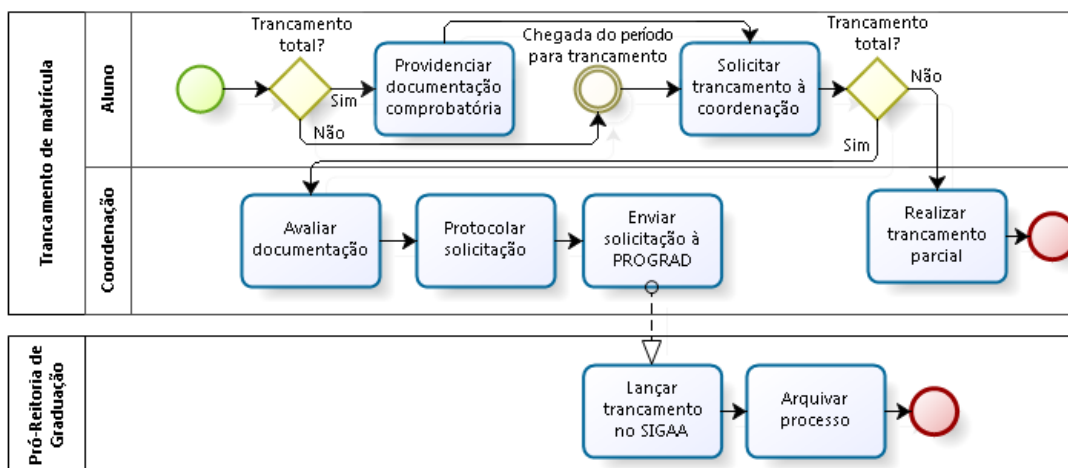 Trancamento de matrícula
Aluno
Trancamento
total?
Sim
Não
Providenciar
documentação
comprobatória
Chegada do período
para trancamento
Solicitar
trancamento à
coordenação
Trancamento
total?
Não
Sim
Coordenação
Avaliar
documentação
Protocolar
solicitação
Enviar
solicitação à
PROGRAD
Realizar
trancamento
parcial
Pró-Reitoria de
Graduação
Lançar
trancamento
no SIGAA
Arquivar
processo